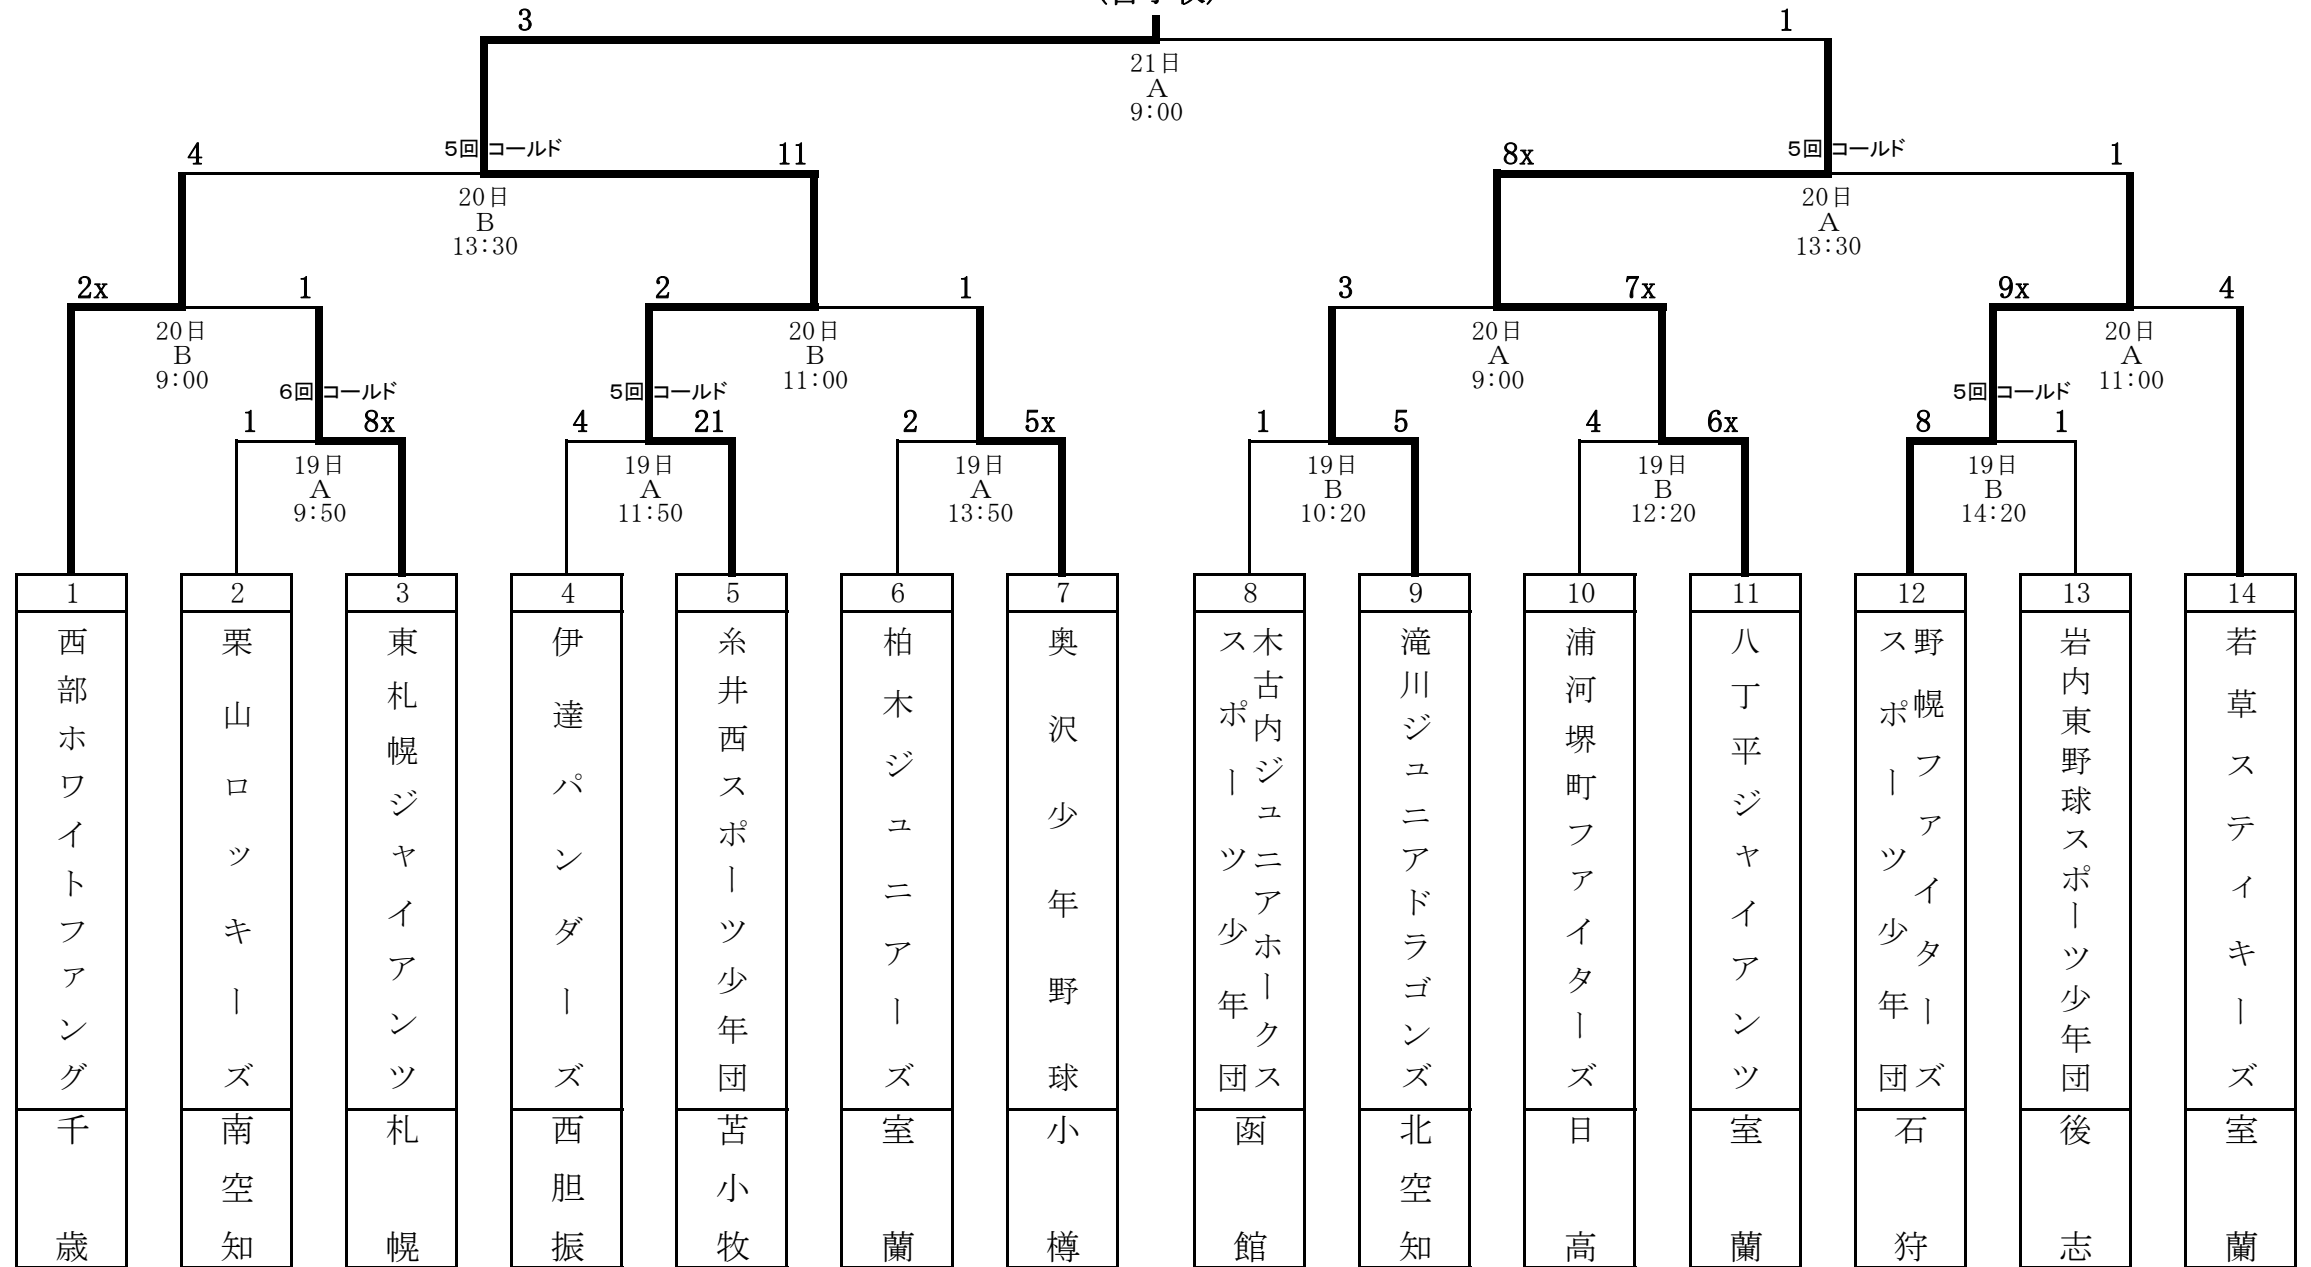 3
1
21日
A
9:00
4
5回 コールド
11
8x
5回 コールド
1
20日
B
13:30
20日
A
13:30
2x
1
2
1
3
7x
9x
4
20日
B
9:00
20日
B
11:00
20日
A
9:00
20日
A
11:00
6回 コールド
5回 コールド
5回 コールド
1
8x
4
21
2
5x
1
5
4
6x
8
1
19日
A
9:50
19日
A
11:50
19日
A
13:50
19日
B
10:20
19日
B
12:20
19日
B
14:20
1
西部ホワイトファング
千歳
2
栗山ロッキーズ
南空知
3
東札幌ジャイアンツ
札幌
4
伊達パンダーズ
西胆振
5
糸井西スポーツ少年団
苫小牧
6
柏木ジュニアーズ
室蘭
7
奥沢少年野球
小樽
8
木古内ジュニアホークス
スポーツ少年団
函館
9
滝川ジュニアドラゴンズ
北空知
10
浦河堺町ファイターズ
日高
11
八丁平ジャイアンツ
室蘭
12
野幌ファイターズ
スポーツ少年団
石狩
13
岩内東野球スポーツ少年団
後志
14
若草スティキーズ
室蘭